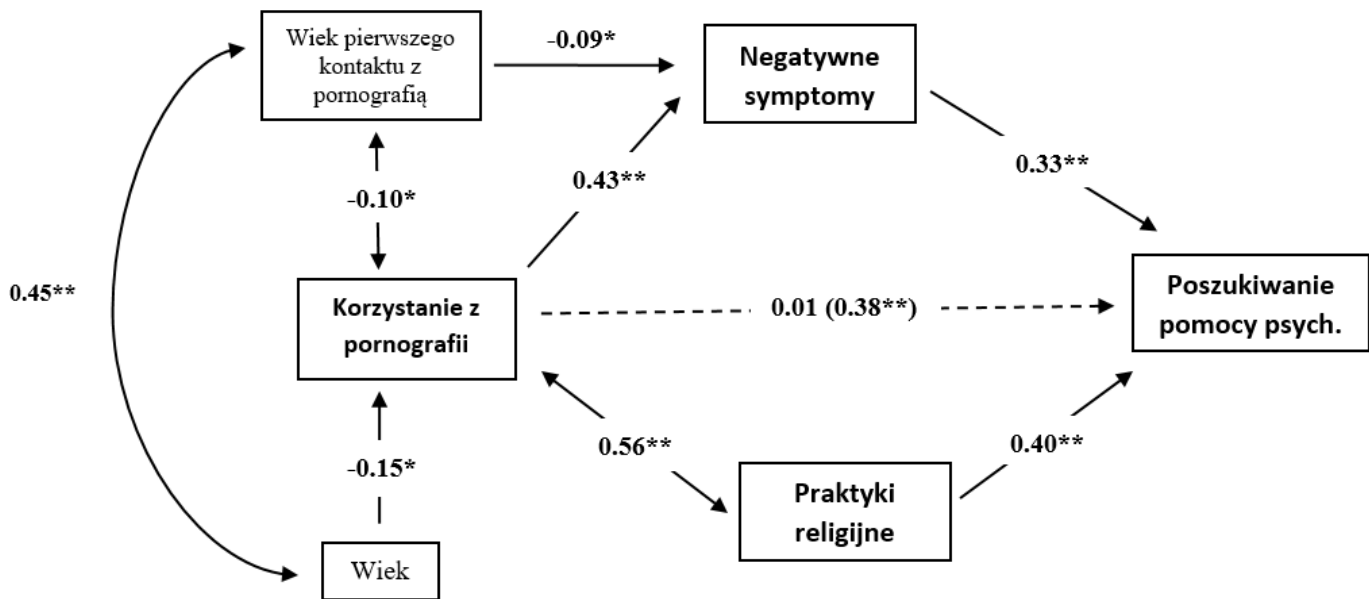 Wiek pierwszego
kontaktu z
pornografią
-0.09*
Negatywne
symptomy
-0.10*
0.43**
0.33**
0.45**
Korzystanie z
pornografii
0.01 (0.38**)
Poszukiwanie
pomocy psych.
-0.15*
0.56**
0.40**
Praktyki
religijne
Wiek